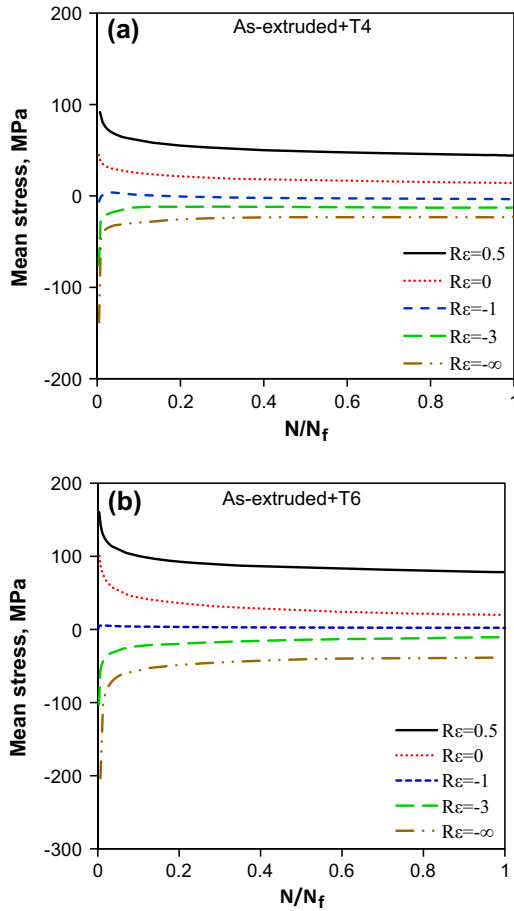 (a)
As-extruded+T4
Mean stress, MPa
200
100
0
-100
-200
Rε=0.5
Rε=0
Rε=-1
Rε=-3
Rε=-∞
0
0.2
0.4
0.6
0.8
1
N/Nf
(b)
As-extruded+T6
Mean stress, MPa
200
100
0
-100
-200
-300
Rε=0.5
Rε=0
Rε=-1
Rε=-3
Rε=-∞
0
0.2
0.4
0.6
0.8
1
N/Nf